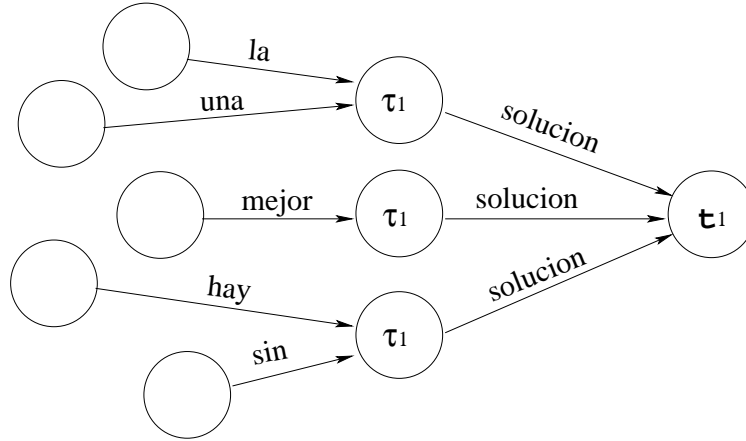 la
una
τ1
solucion
mejor
τ1
solucion
t1
hay
solucion
sin
τ1